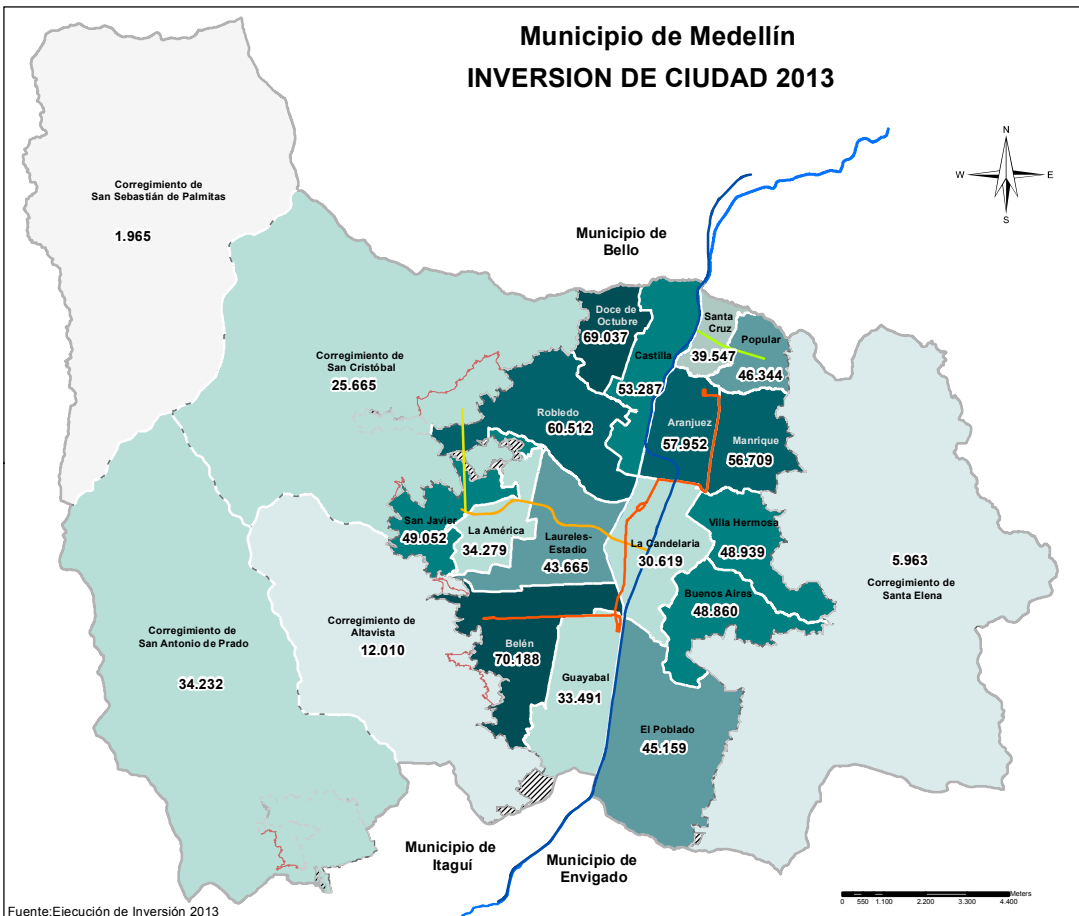 Municipio de Medellín
INVERSION DE CIUDAD 2013
N
W
E
S
Corregimiento de
San Sebastián de Palmitas
1.965
Municipio de
Bello
Doce de
Octubre
69.037
Santa
Cruz
39.547
Popular
46.344
Castilla
53.287
Corregimiento de
San Cristóbal
25.665
Robledo
60.512
Aranjuez
57.952
Manrique
56.709
San Javier
49.052
La América
34.279
Laureles-
Estadio
43.665
La Candelaria
30.619
Villa Hermosa
48.939
5.963
Corregimiento de
Santa Elena
Buenos Aires
48.860
Corregimiento de
Altavista
12.010
Corregimiento de
San Antonio de Prado
34.232
Belén
70.188
Guayabal
33.491
El Poblado
45.159
Municipio de
Itaguí
Municipio de
Envigado
Meters
0 550 1.100 2.200 3.300 4.400
Fuente:Ejecución de Inversión 2013